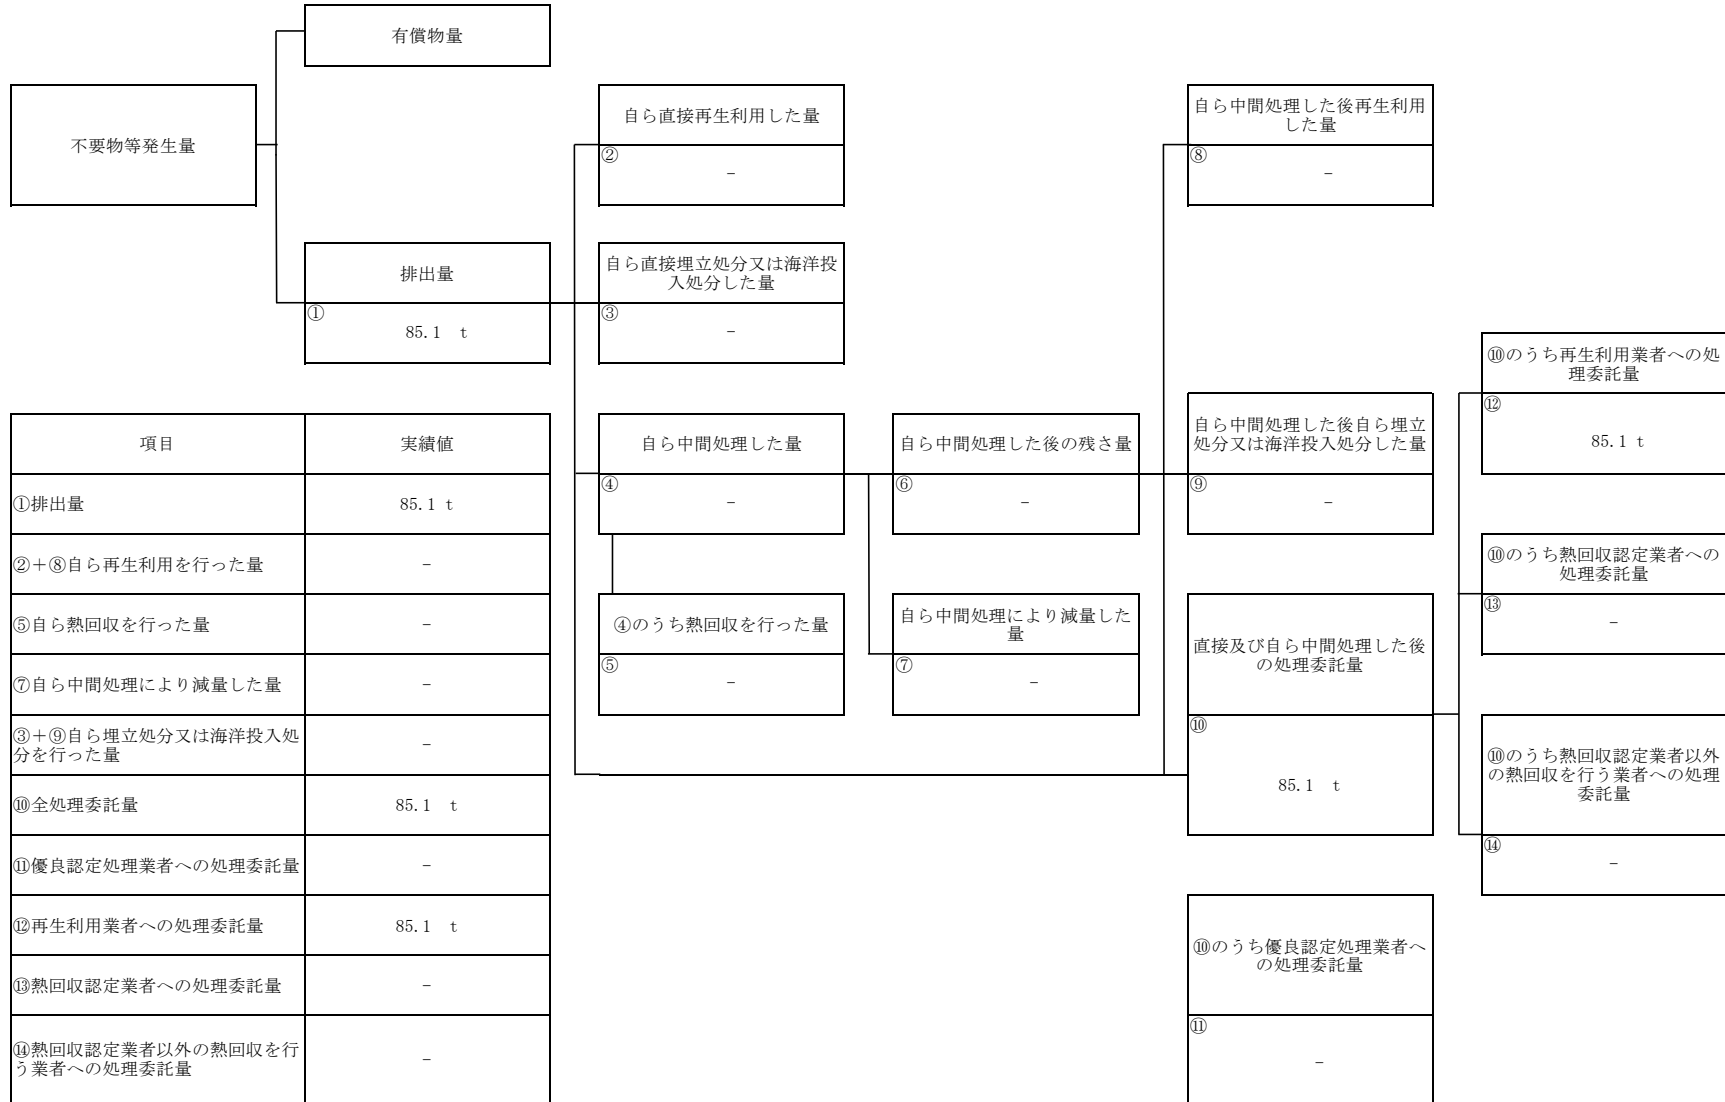 有償物量
不要物等発生量
自ら直接再生利用した量
②
－
自ら中間処理した後再生利用
した量
⑧
－
排出量
①
85.1　t
自ら直接埋立処分又は海洋投
入処分した量
③
－
⑩のうち再生利用業者への処
理委託量
⑫
85.1 t
項目
実績値
①排出量
85.1 t
②＋⑧自ら再生利用を行った量
－
⑤自ら熱回収を行った量
－
⑦自ら中間処理により減量した量
－
③＋⑨自ら埋立処分又は海洋投入処
分を行った量
－
⑩全処理委託量
85.1　t
⑪優良認定処理業者への処理委託量
－
⑫再生利用業者への処理委託量
85.1　t
⑬熱回収認定業者への処理委託量
－
⑭熱回収認定業者以外の熱回収を行
う業者への処理委託量
－
自ら中間処理した量
④
－
自ら中間処理した後の残さ量
⑥
－
自ら中間処理した後自ら埋立
処分又は海洋投入処分した量
⑨
－
④のうち熱回収を行った量
⑤
－
自ら中間処理により減量した
量
⑦
－
直接及び自ら中間処理した後
の処理委託量
⑩
85.1　t
⑩のうち熱回収認定業者への
処理委託量
⑬
－
⑩のうち熱回収認定業者以外
の熱回収を行う業者への処理
委託量
⑭
－
⑩のうち優良認定処理業者へ
の処理委託量
⑪
－